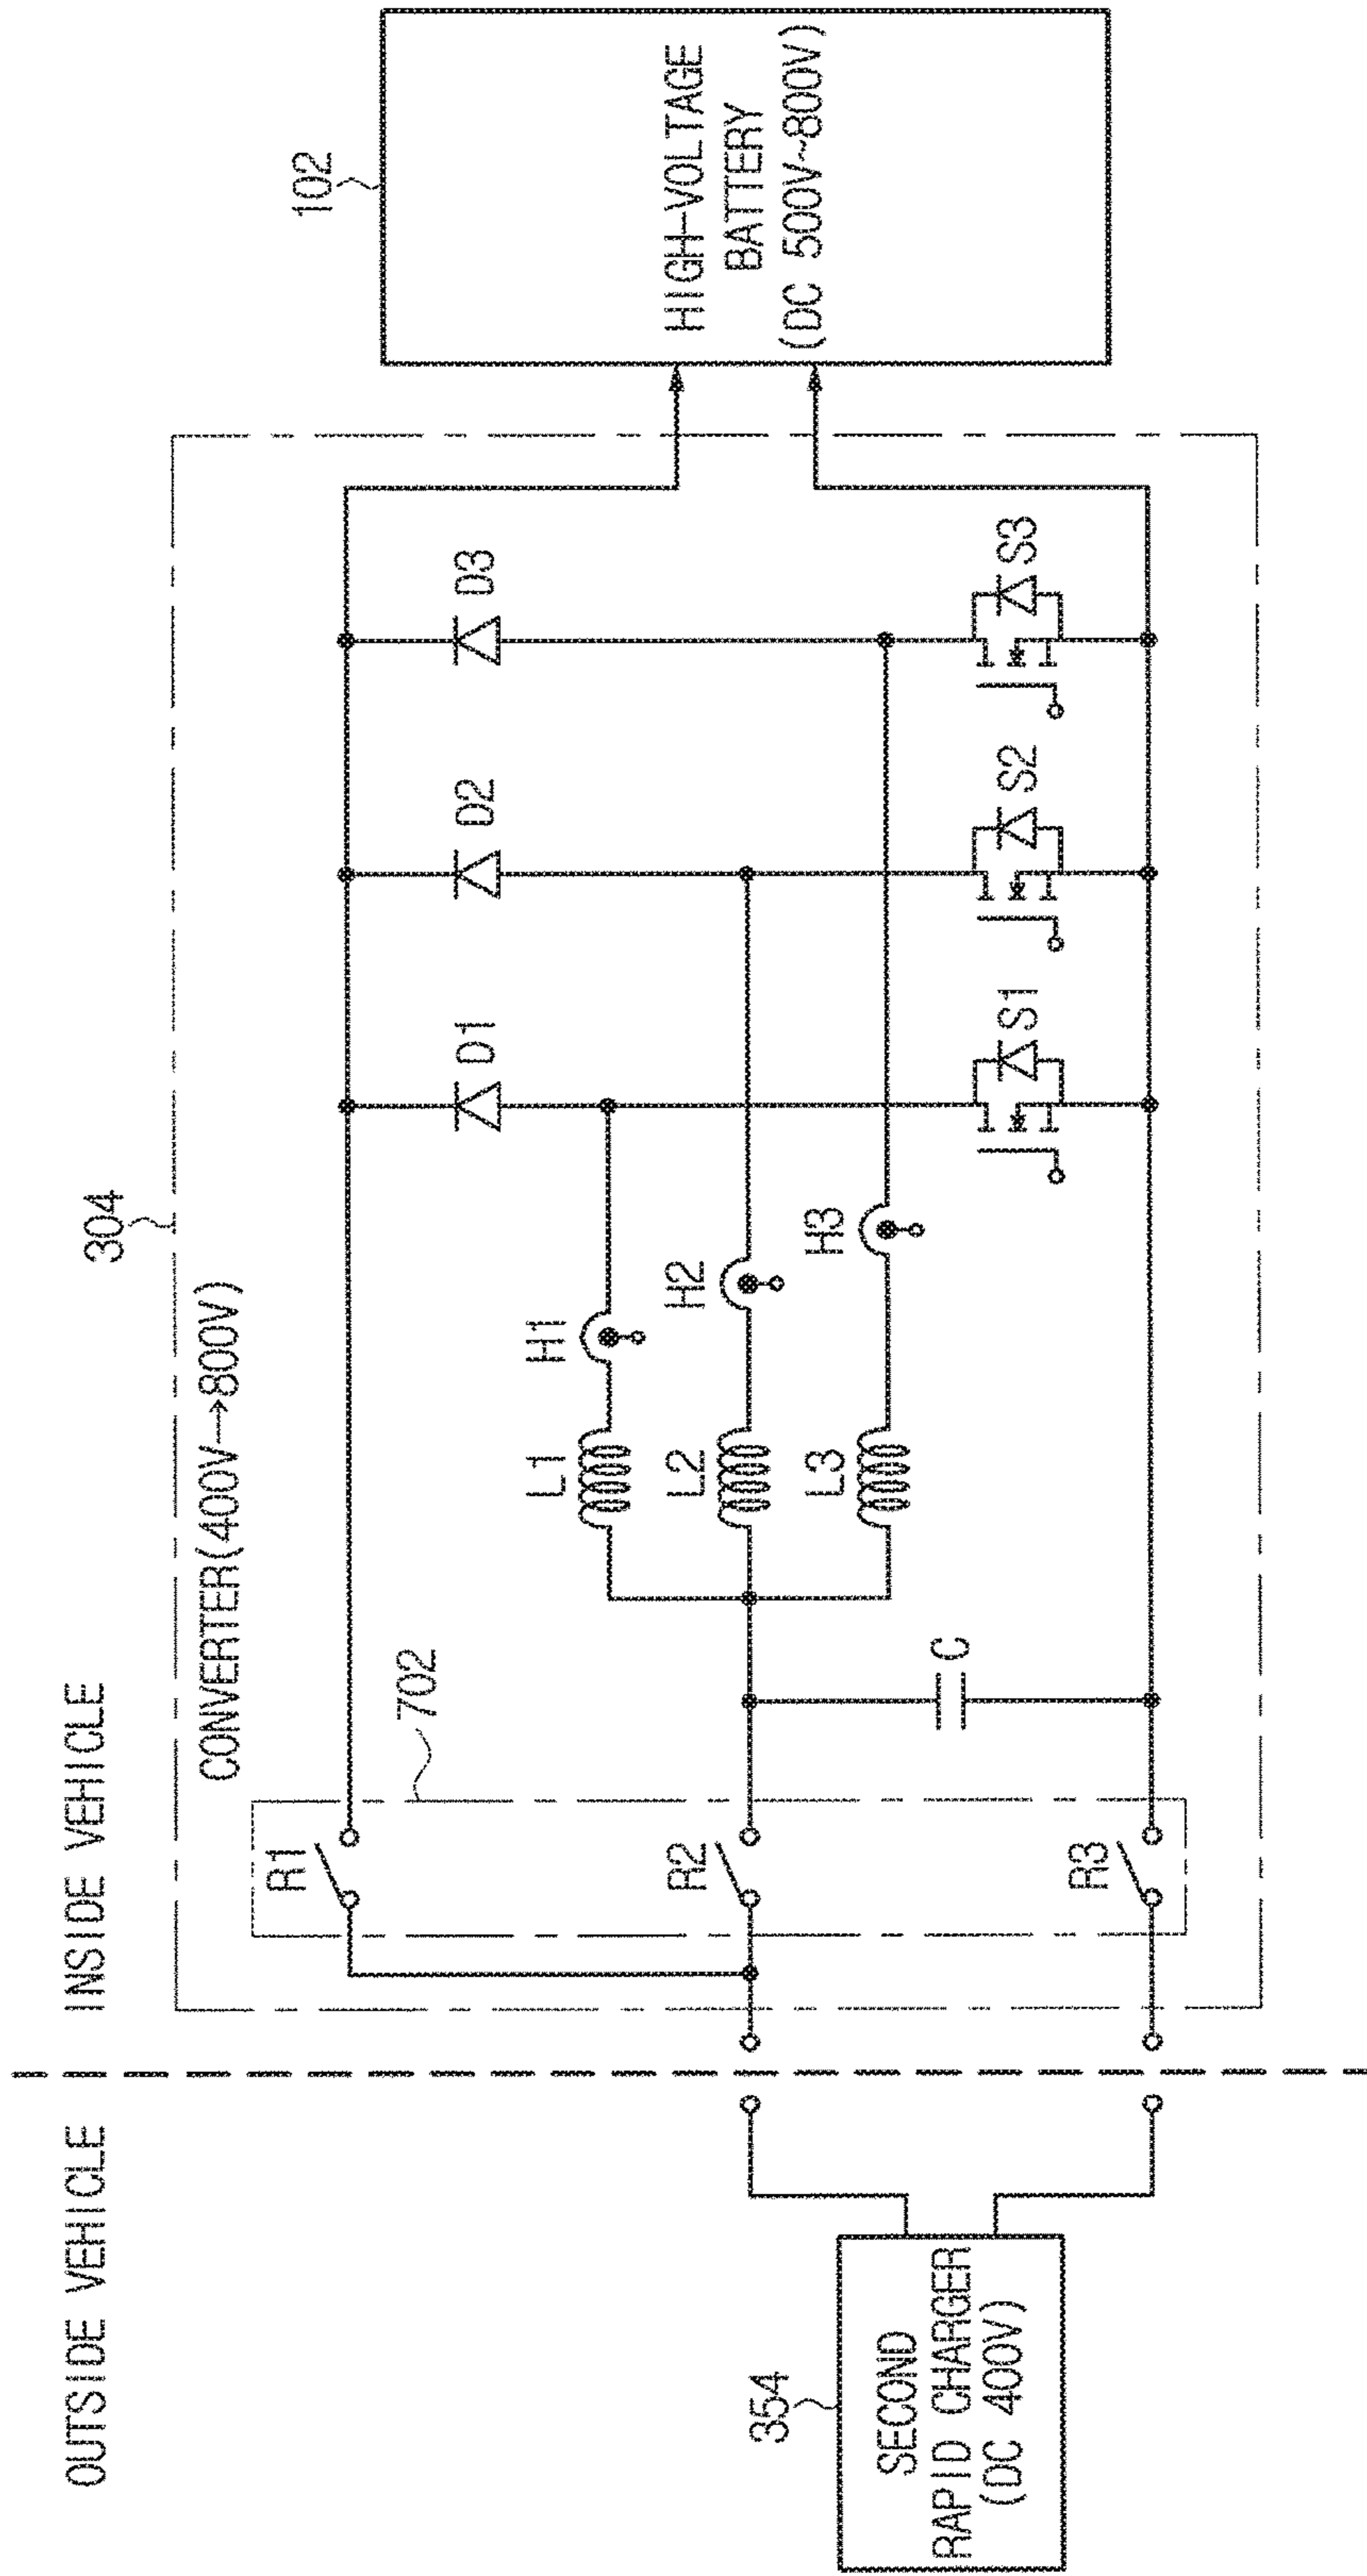 OUTSIDE VEHICLE
INSIDE VEHICLE
304
CONVERTER(400V→800V)
702
R1
R2
R3
C
L1
L2
L3
H1
H2
H3
D1
D2
D3
S1
S2
S3
354
SECOND
RAPID CHARGER
(DC 400V)
102
HIGH-VOLTAGE
BATTERY
(DC 500V~800V)